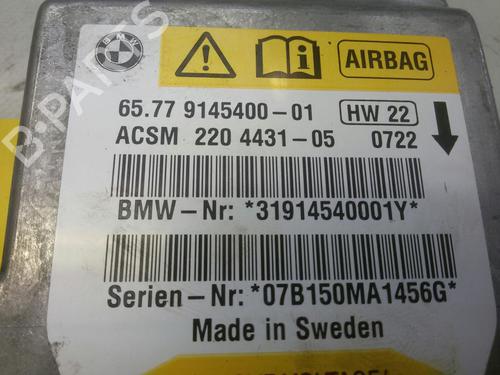 BMW
AIRBAG
65.77 9145400-01 HW 22
ACSM 220 4431-05 0722
BMW-Nr: *31914540001Y*
Serien-Nr: *07B150MA1456G*
Made in Sweden
B-PARTS